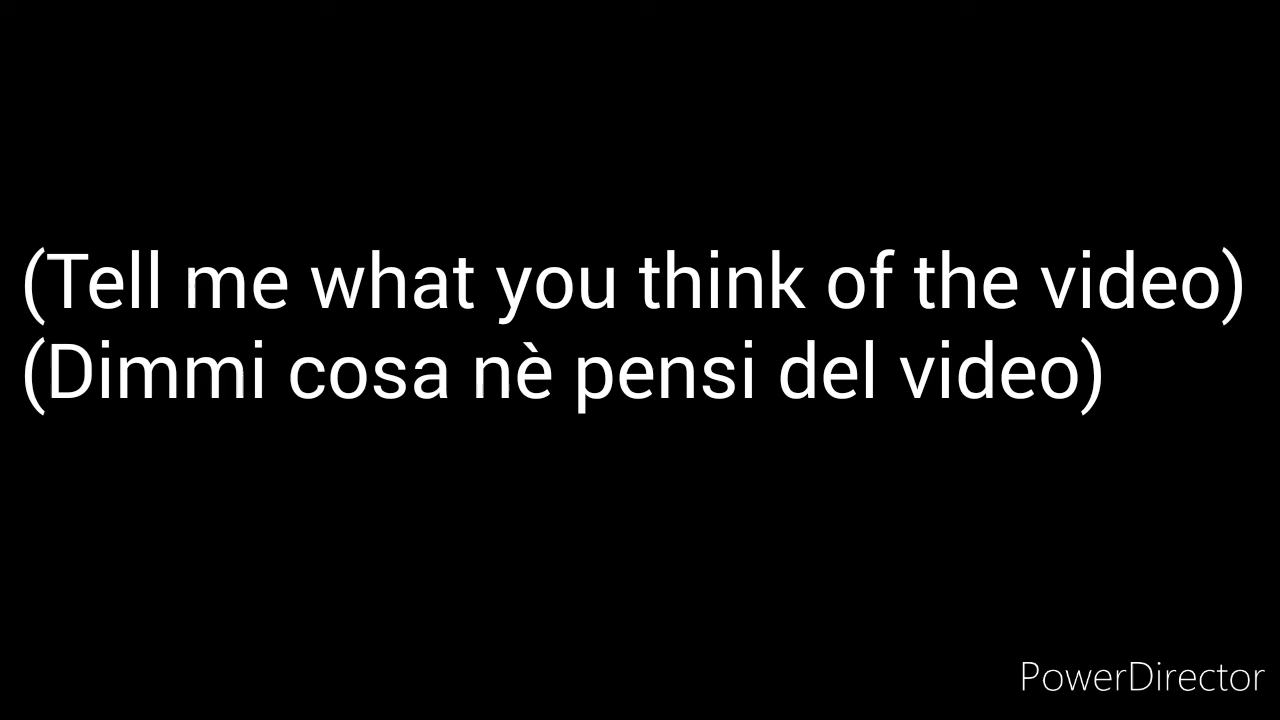 (Tell me what you think of the video)
(Dimmi cosa nè pensi del video)
PowerDirector